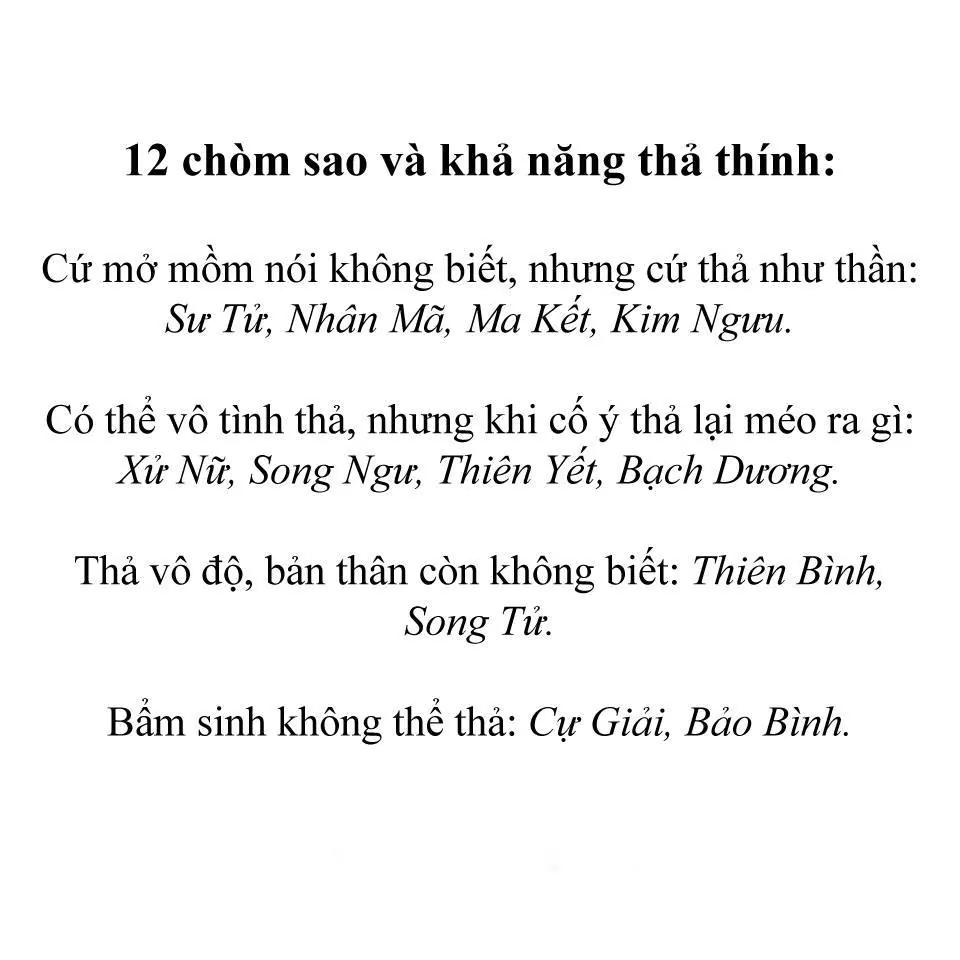 12 chòm sao và khả năng thả thính:
Cứ mở mồm nói không biết, nhưng cứ thả như thần:
Sư Tử, Nhân Mã, Ma Kết, Kim Ngưu.
Có thể vô tình thả, nhưng khi cố ý thả lại méo ra gì:
Xử Nữ, Song Ngư, Thiên Yết, Bạch Dương.
Thả vô độ, bản thân còn không biết: Thiên Bình,
Song Tử.
Bẩm sinh không thể thả: Cự Giải, Bảo Bình.